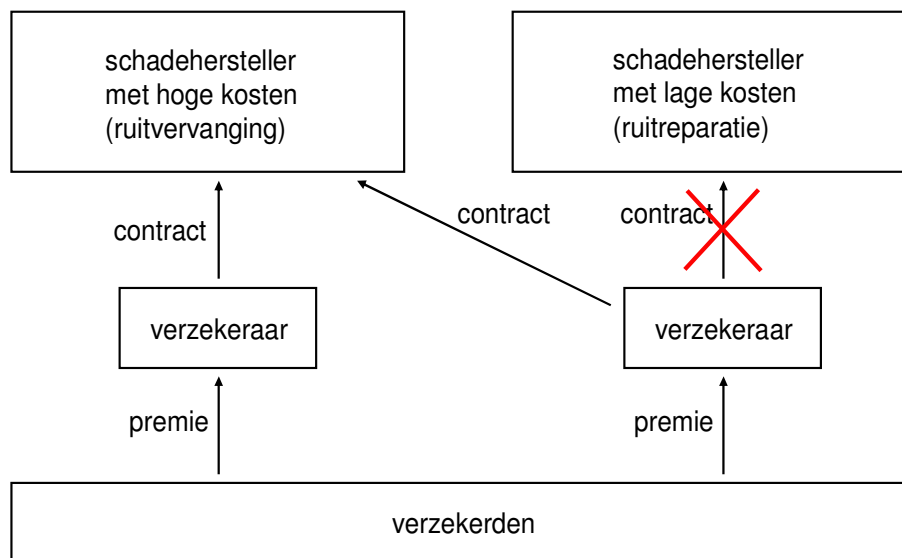 schadehersteller
met hoge kosten
(ruitvervanging)
schadehersteller
met lage kosten
(ruitreparatie)
contract
contract
contract
verzekeraar
verzekeraar
premie
premie
verzekerden